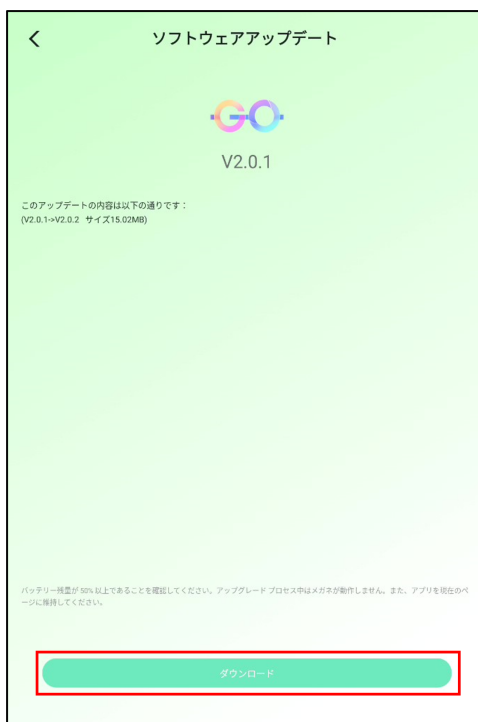 ソフトウェアアップデート
GO
V2.0.1
このアップデートの内容は以下の通りです：
(V2.0.1->V2.0.2 サイズ15.02MB)
バッテリー残量が 50% 以上であることを確認してください。アップグレード プロセス中はメガネが動作しません。また、アプリを現在のペ
ージに維持してください。
ダウンロード